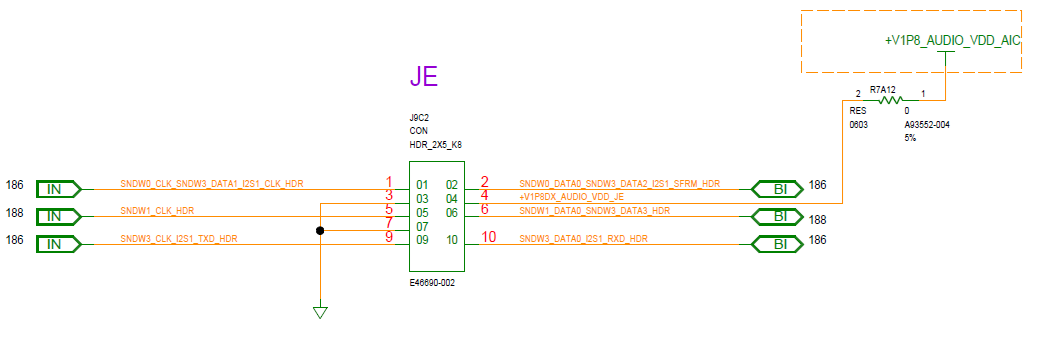 +V1P8_AUDIO_VDD_AIC
JE
2 R7A12 1
RES 0
0603 A93552-004
5%
J9C2
CON
HDR_2X5_K8
186 IN SNDW0_CLK_SNDW3_DATA1_I2S1_CLK_HDR 1 01 02 2 SNDW0_DATA0_SNDW3_DATA2_I2S1_SFRM_HDR BI 186
3 03 04 4 +V1P8DX_AUDIO_VDD_JE
188 IN SNDW1_CLK_HDR 5 05 06 6 SNDW1_DATA0_SNDW3_DATA3_HDR BI 188
7 07
186 IN SNDW3_CLK_I2S1_TXD_HDR 9 09 10 10 SNDW3_DATA0_I2S1_RXD_HDR BI 186
E46690-002